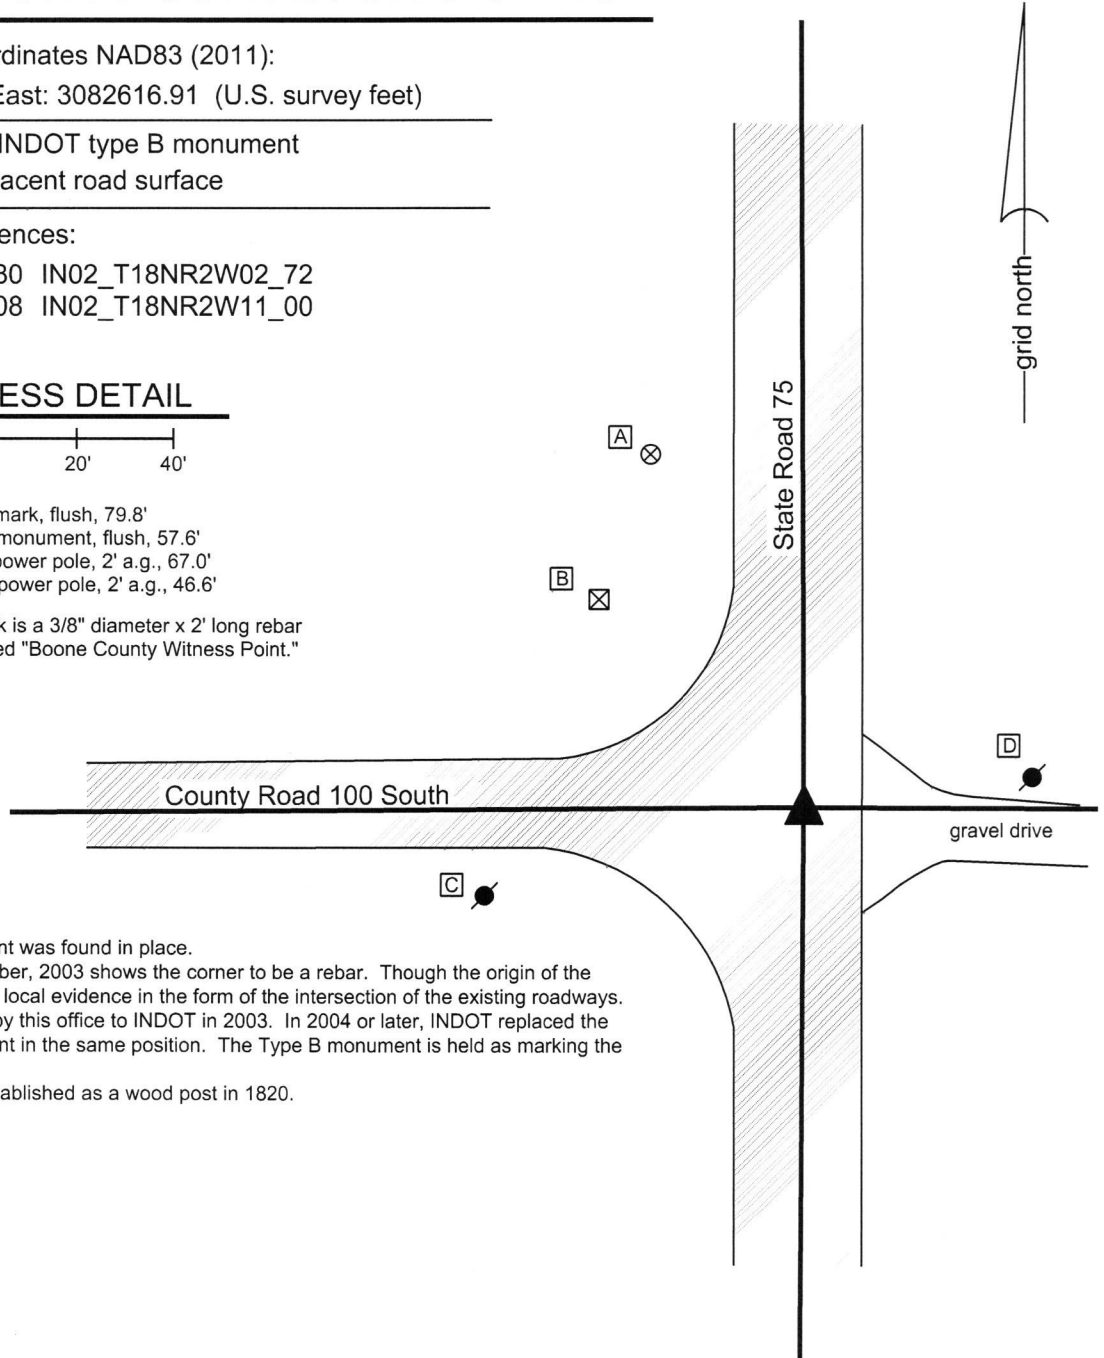 rdinates NAD83 (2011):
East: 3082616.91 (U.S. survey feet)
INDOT type B monument
acent road surface
ences:
30 IN02_T18NR2W02_72
08 IN02_T18NR2W11_00
ESS DETAIL
20' 40'
mark, flush, 79.8'
monument, flush, 57.6'
power pole, 2' a.g., 67.0'
power pole, 2' a.g., 46.6'
k is a 3/8" diameter x 2' long rebar
ed "Boone County Witness Point."
grid north
State Road 75
A
B
D
County Road 100 South
gravel drive
C
nt was found in place.
ber, 2003 shows the corner to be a rebar. Though the origin of the
local evidence in the form of the intersection of the existing roadways.
by this office to INDOT in 2003. In 2004 or later, INDOT replaced the
nt in the same position. The Type B monument is held as marking the
ablished as a wood post in 1820.